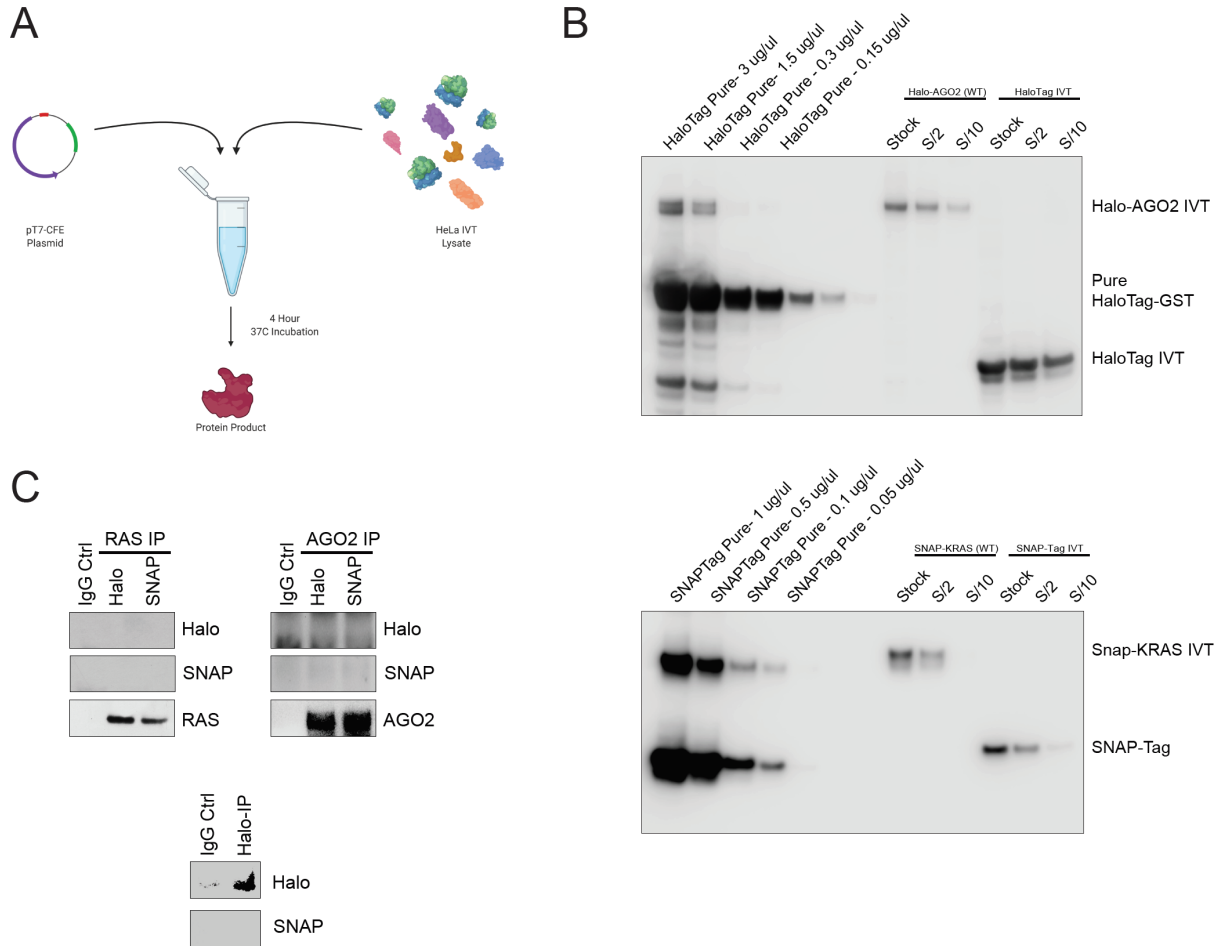 A
pT7-CFE
Plasmid
HeLa IVT
Lysate
4 Hour
37C Incubation
Protein Product
B
HaloTag Pure- 3 ug/ul
HaloTag Pure- 1.5 ug/ul
HaloTag Pure - 0.3 ug/ul
HaloTag Pure - 0.15 ug/ul
Halo-AGO2 (WT)
HaloTag IVT
Stock
S/2
S/10
Stock
S/2
S/10
Halo-AGO2 IVT
Pure
HaloTag-GST
HaloTag IVT
SNAPTag Pure- 1 ug/ul
SNAPTag Pure- 0.5 ug/ul
SNAPTag Pure - 0.1 ug/ul
SNAPTag Pure - 0.05 ug/ul
SNAP-KRAS (WT)
SNAP-Tag IVT
Stock
S/2
S/10
Stock
S/2
S/10
Snap-KRAS IVT
SNAP-Tag
C
RAS IP
IgG Ctrl
Halo
SNAP
Halo
SNAP
RAS
AGO2 IP
IgG Ctrl
Halo
SNAP
Halo
SNAP
AGO2
IgG Ctrl
Halo-IP
Halo
SNAP